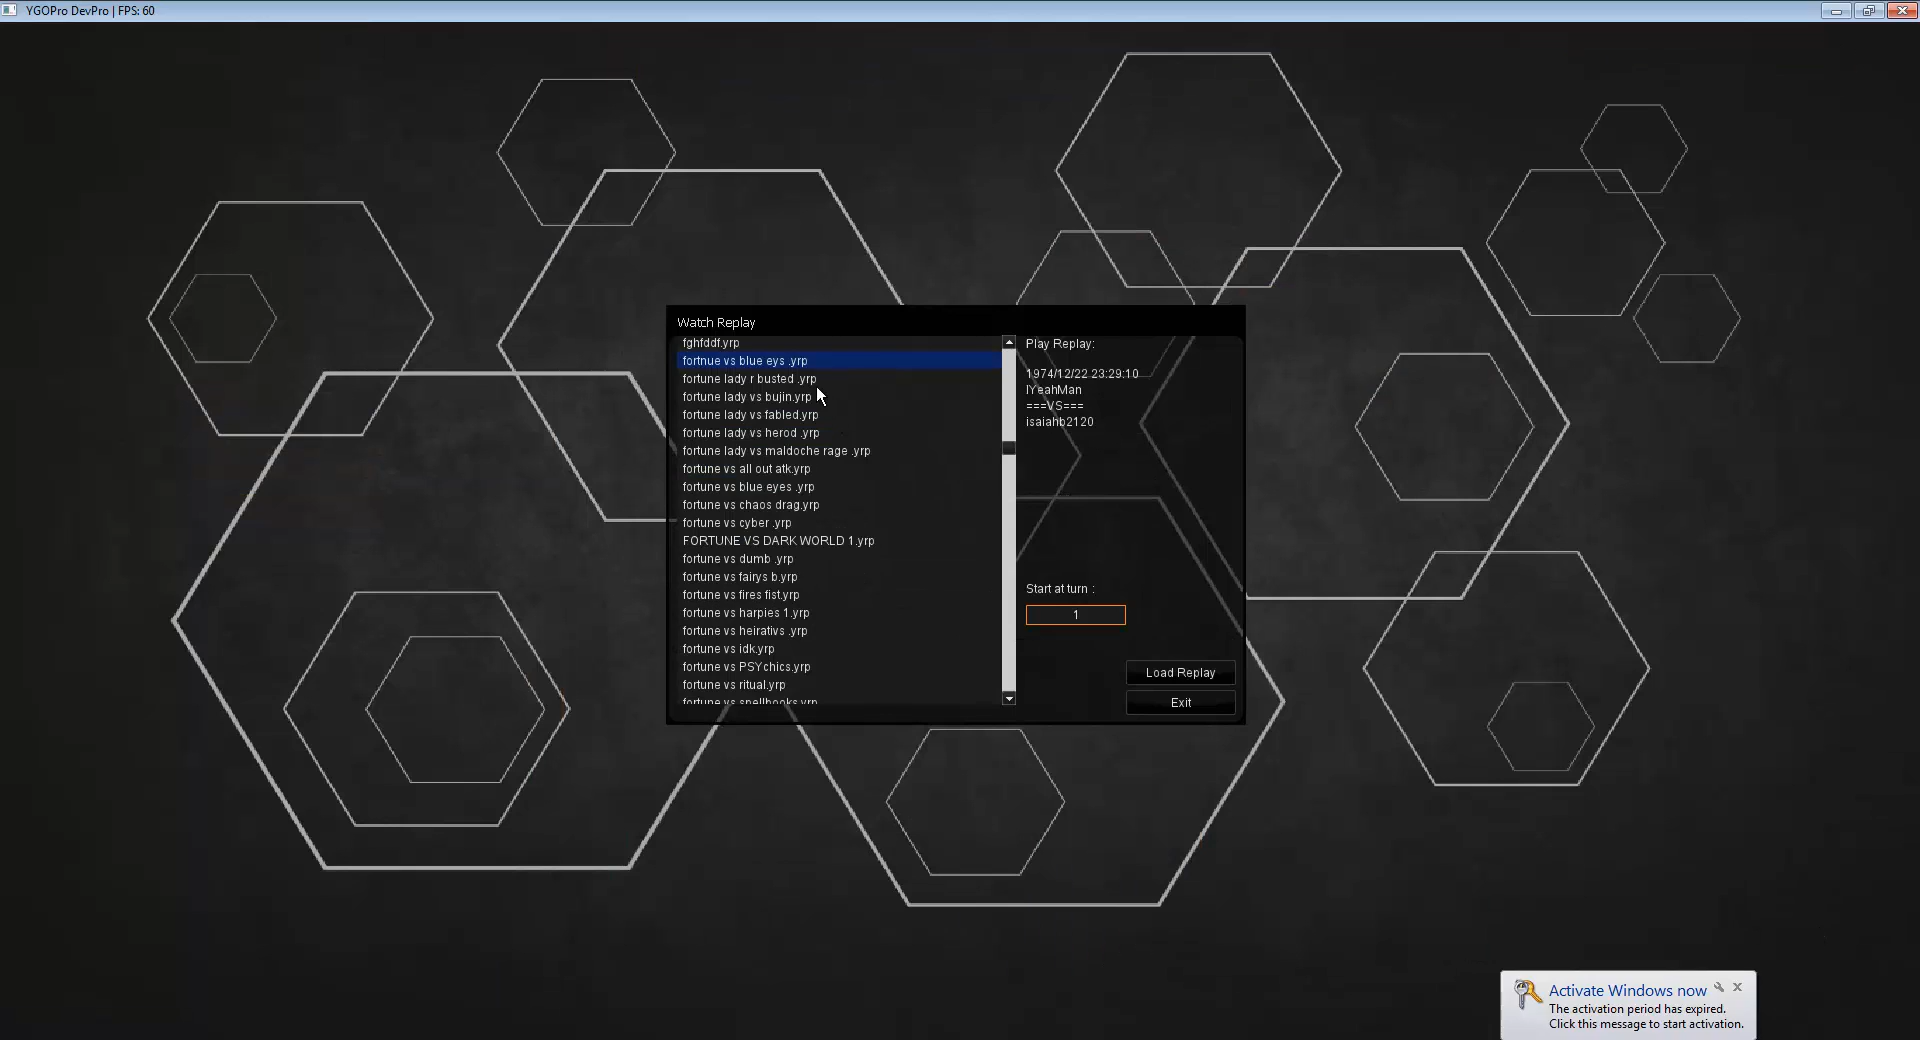 YGOPro DevPro | FPS: 60
Watch Replay
fghfddf.yrp
fortnue vs blue eys .yrp
fortune lady r busted .yrp
fortune lady vs bujin.yrp
fortune lady vs fabled.yrp
fortune lady vs herod .yrp
fortune lady vs maldoche rage .yrp
fortune vs all out atk.yrp
fortune vs blue eyes .yrp
fortune vs chaos drag.yrp
fortune vs cyber .yrp
FORTUNE VS DARK WORLD 1.yrp
fortune vs dumb .yrp
fortune vs fairys b.yrp
fortune vs fires fist.yrp
fortune vs harpies 1.yrp
fortune vs heirativs .yrp
fortune vs idk.yrp
fortune vs PSYchics.yrp
fortune vs ritual.yrp
fortune vs spellbooks.yrp
Play Replay:
1974/12/22 23:29:10
IYeahMan
===VS===
isaiahb2120
Start at turn :
1
Load Replay
Exit
Activate Windows now
The activation period has expired.
Click this message to start activation.